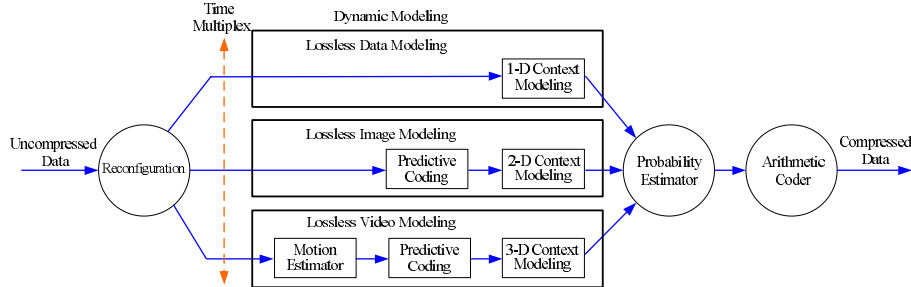 Time
Multiplex
Dynamic Modeling
Lossless Data Modeling
1-D Context
Modeling
Uncompressed
Data
Reconfiguration
Lossless Image Modeling
Predictive
Coding
2-D Context
Modeling
Probability
Estimator
Arithmetic
Coder
Compressed
Data
Lossless Video Modeling
Motion
Estimator
Predictive
Coding
3-D Context
Modeling